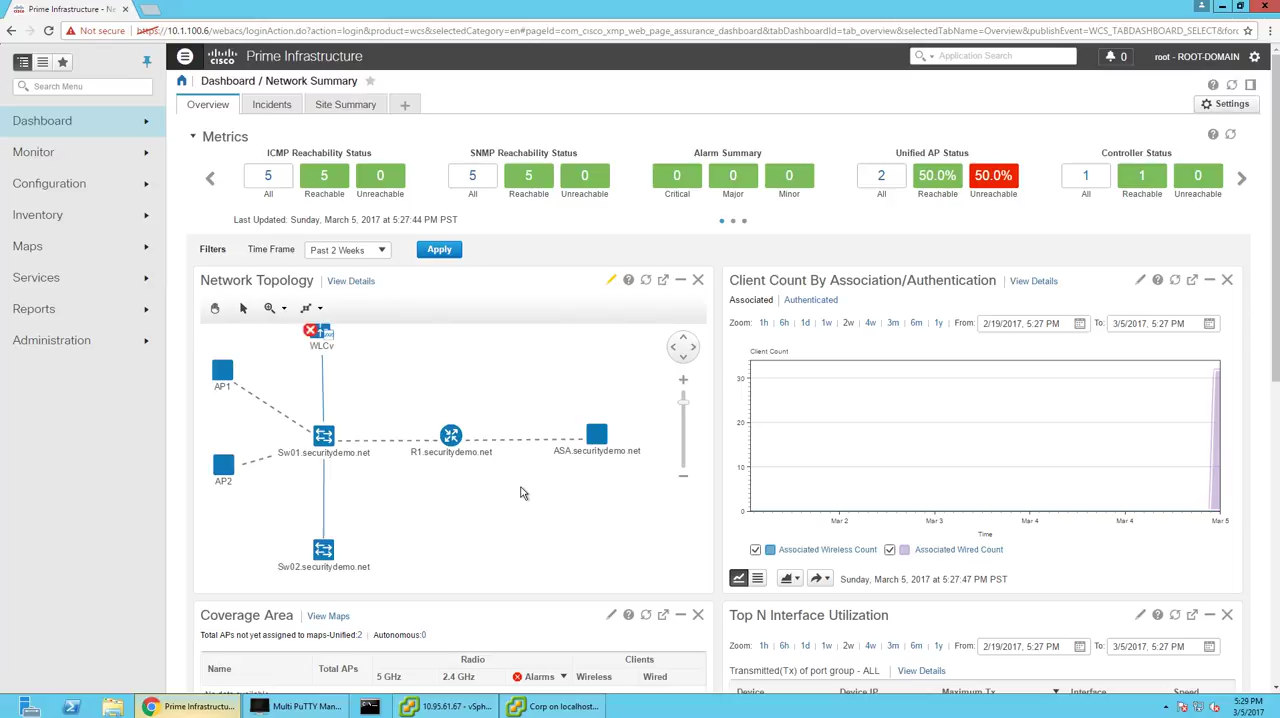 Prime Infrastructure - Ne
Not secure
https://10.1.100.6/webacs/loginAction.do?action=login&product=wcs&selectedCategory=en#pageId=com_cisco_xmp_web_page_assurance_dashboard&tabDashboardId=tab_overview&selectedTabName=Overview&publishEvent=WCS_TABDASHBOARD_SELECT&forc
cisco Prime Infrastructure
Application Search
0
root - ROOT-DOMAIN
Search Menu
Dashboard
Monitor
Configuration
Inventory
Maps
Services
Reports
Administration
Dashboard / Network Summary
Overview Incidents Site Summary +
Settings
Metrics
ICMP Reachability Status SNMP Reachability Status Alarm Summary Unified AP Status Controller Status
5 5 0 5 5 0 0 0 0 2 50.0% 50.0% 1 1 0
All Reachable Unreachable All Reachable Unreachable Critical Major Minor All Reachable Unreachable All Reachable Unreachable
Last Updated: Sunday, March 5, 2017 at 5:27:44 PM PST
Filters Time Frame Past 2 Weeks Apply
Network Topology View Details
WLCv
AP1
Sw01.securitydemo.net R1.securitydemo.net ASA.securitydemo.net
AP2
Sw02.securitydemo.net
Client Count By Association/Authentication View Details
Associated Authenticated
Zoom: 1h 6h 1d 1w 2w 4w 3m 6m 1y From: 2/19/2017, 5:27 PM To: 3/5/2017, 5:27 PM
Client Count
30
20
10
0
Mar 2 Mar 3 Mar 4 Mar 4 Mar 5
Time
Associated Wireless Count Associated Wired Count
Sunday, March 5, 2017 at 5:27:47 PM PST
Coverage Area View Maps
Total APs not yet assigned to maps-Unified:2 Autonomous:0
Radio Clients
Name Total APs 5 GHz 2.4 GHz Alarms Wireless Wired
Top N Interface Utilization
Zoom: 1h 6h 1d 1w 2w 4w 3m 6m 1y From: 2/19/2017, 5:27 PM To: 3/5/2017, 5:27 PM
Transmitted(Tx) of port group - ALL View Details
Device Device IP Maximum Tx Interface Speed
Prime Infrastructu...
Multi PuTTY Man...
10.95.61.67 - vSph...
Corp on localhost...
5:29 PM
3/5/2017